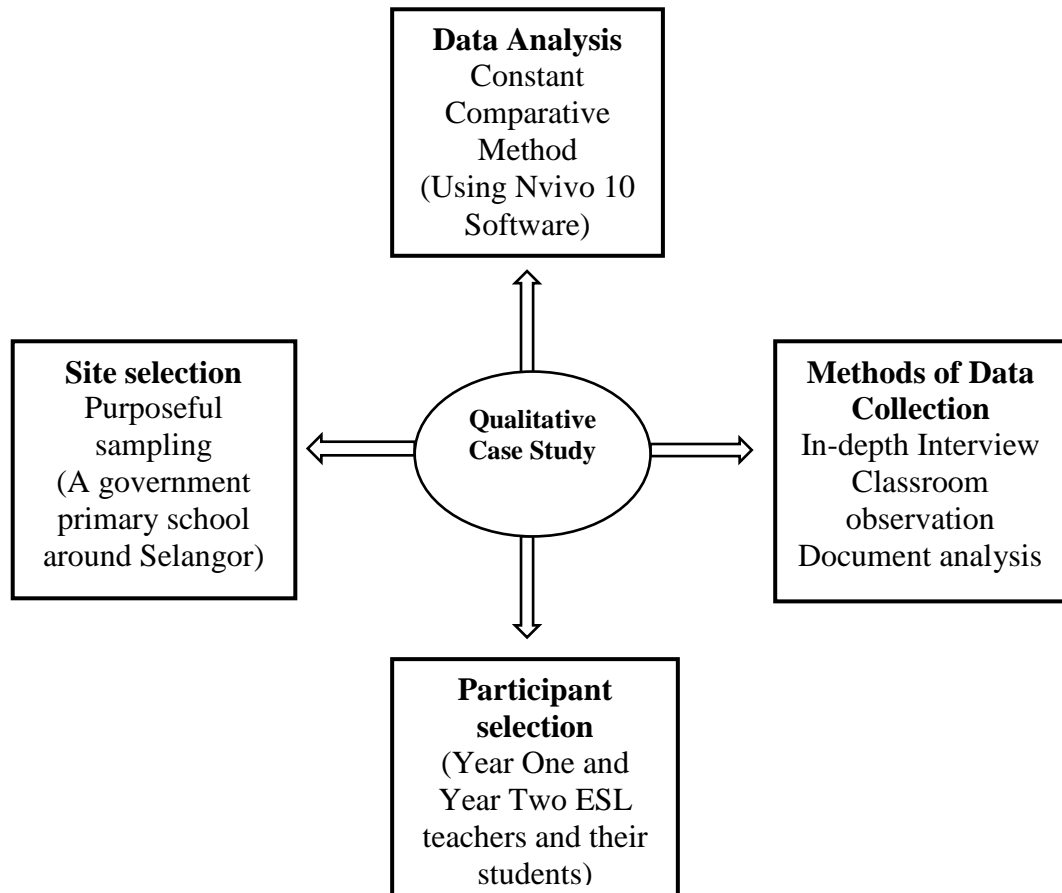 Data Analysis
Constant
Comparative
Method
(Using Nvivo 10
Software)
Site selection
Purposeful
sampling
(A government
primary school
around Selangor)
Qualitative
Case Study
Methods of Data
Collection
In-depth Interview
Classroom
observation
Document analysis
Participant
selection
(Year One and
Year Two ESL
teachers and their
students)